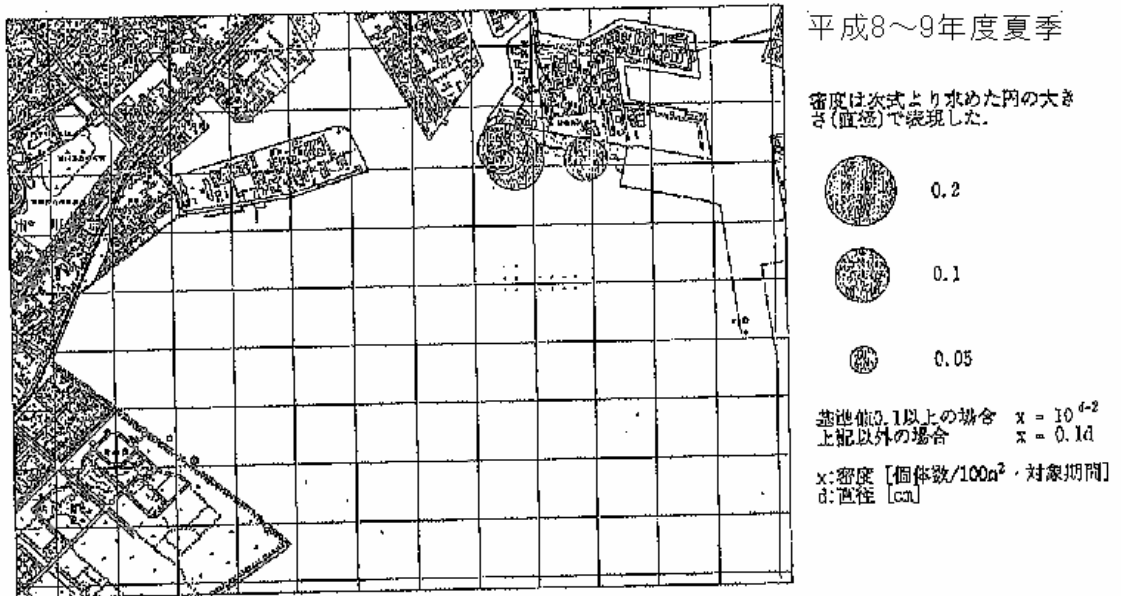 平成8～9年度夏季
密度は次式より求めた円の大き
さ(直径)で表現した.
0.2
0.1
0.05
基準値0.1以上の場合 x = 10^{d-2}
上記以外の場合 x = 0.1d
x:密度 [個体数/100m²・対象期間]
d:直径 [cm]